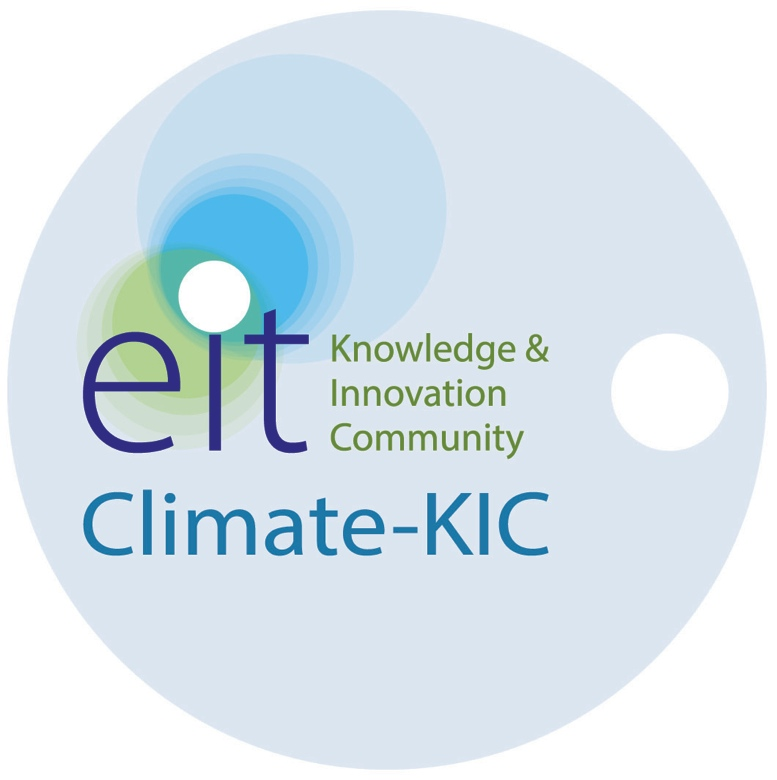 eit
Knowledge &
Innovation
Community
Climate-KIC